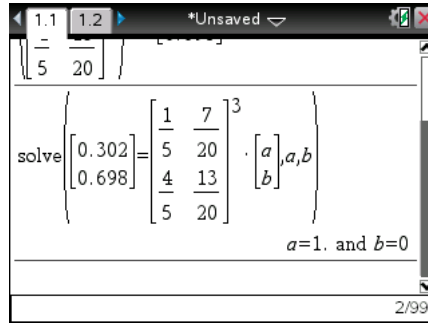 1.1 1.2 *Unsaved
5 20
solve([0.302 0.698]=[1/5 7/20 4/5 13/20]^3·[a b],a,b)
a=1. and b=0
2/99